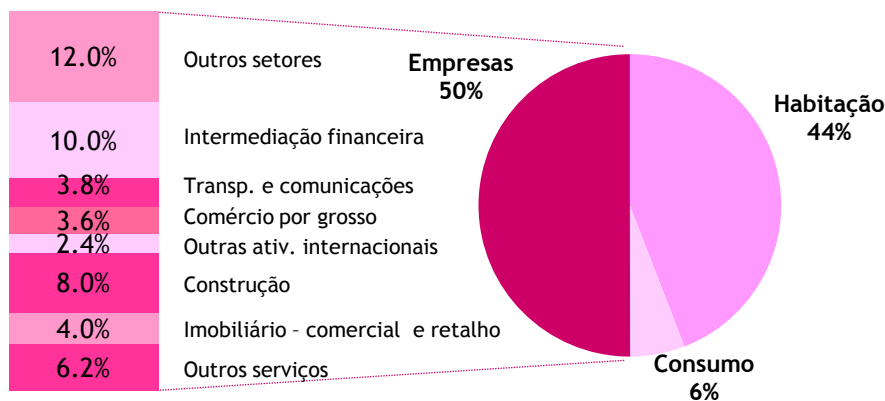 12.0% Outros setores
10.0% Intermediação financeira
3.8% Transp. e comunicações
3.6% Comércio por grosso
2.4% Outras ativ. internacionais
8.0% Construção
4.0% Imobiliário – comercial e retalho
6.2% Outros serviços
Empresas
50%
Habitação
44%
Consumo
6%